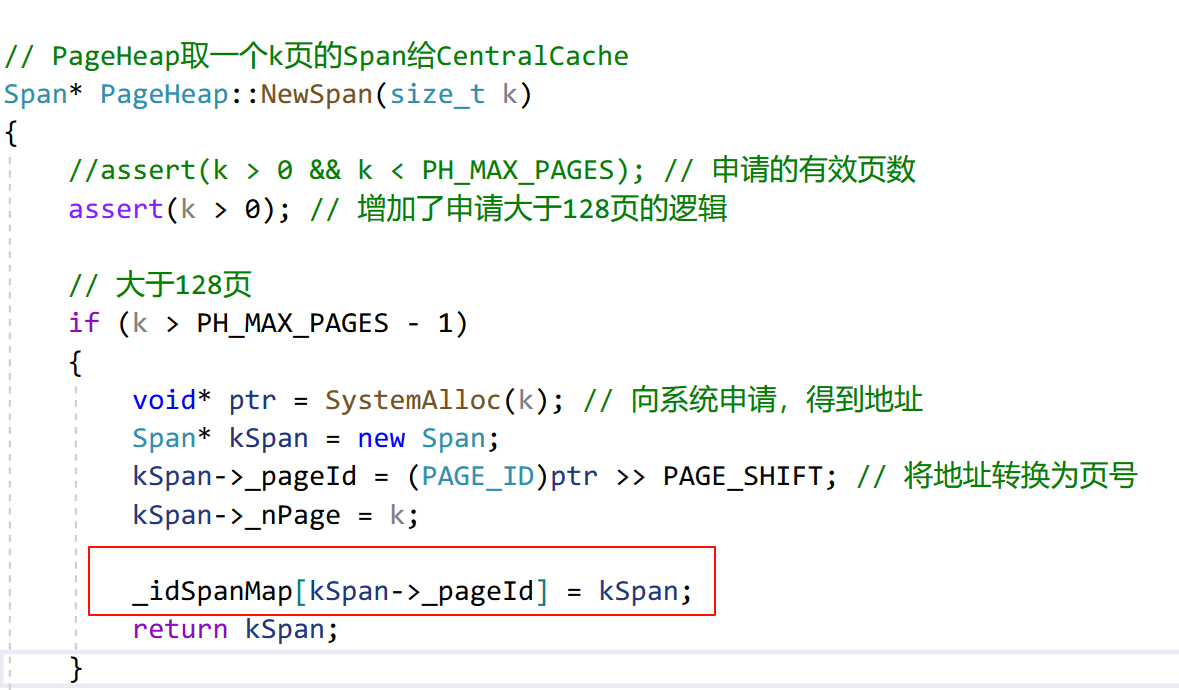 // PageHeap取一个k页的Span给CentralCache
Span* PageHeap::NewSpan(size_t k)
{
//assert(k > 0 && k < PH_MAX_PAGES); // 申请的有效页数
assert(k > 0); // 增加了申请大于128页的逻辑
// 大于128页
if (k > PH_MAX_PAGES - 1)
{
void* ptr = SystemAlloc(k); // 向系统申请，得到地址
Span* kSpan = new Span;
kSpan->_pageId = (PAGE_ID)ptr >> PAGE_SHIFT; // 将地址转换为页号
kSpan->_nPage = k;
_idSpanMap[kSpan->_pageId] = kSpan;
return kSpan;
}